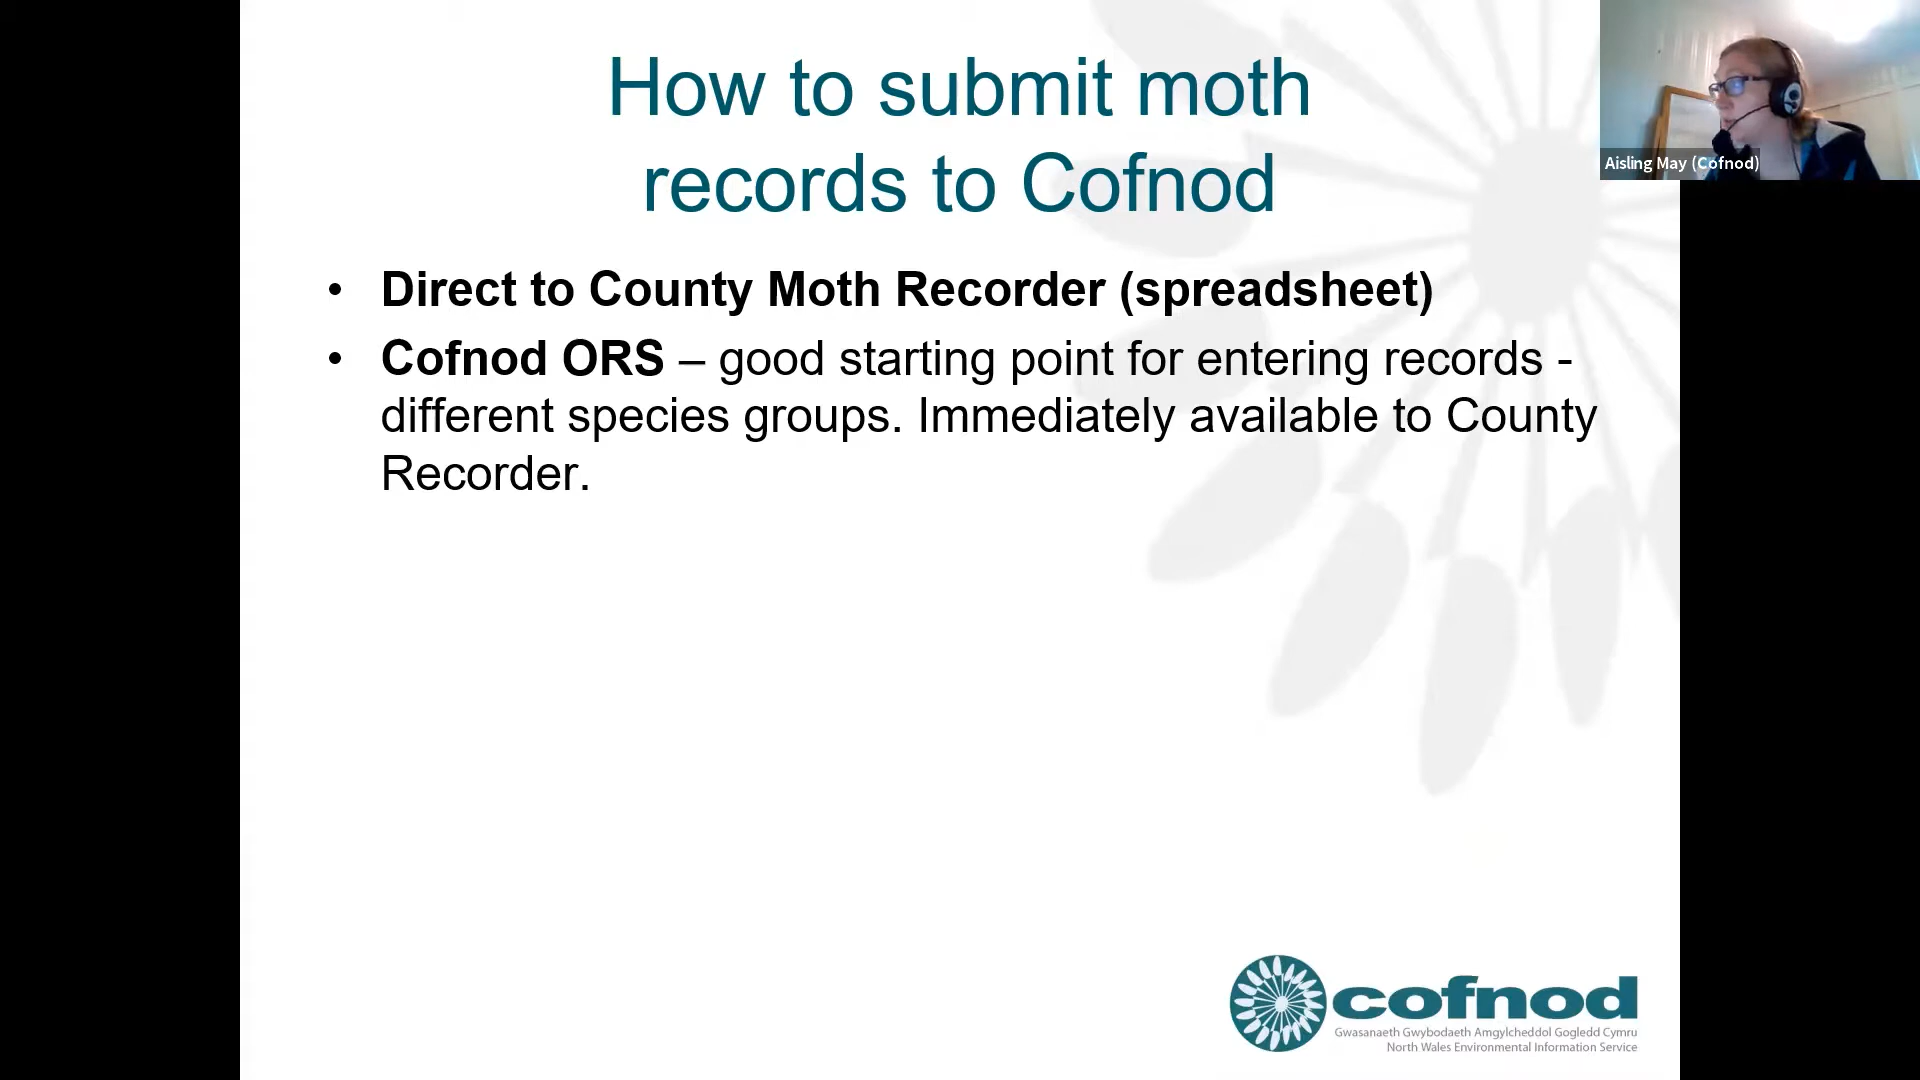 How to submit moth
records to Cofnod
Aisling May (Cofnod)
• Direct to County Moth Recorder (spreadsheet)
• Cofnod ORS – good starting point for entering records -
different species groups. Immediately available to County
Recorder.
cofnod
Gwasanaeth Gwybodaeth Amgylcheddol Gogledd Cymru
North Wales Environmental Information Service